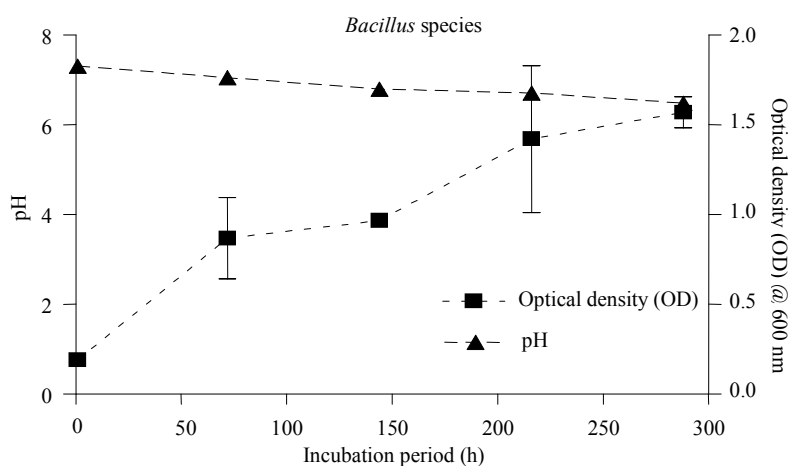 Bacillus species
8
6
4
2
0
pH
2.0
1.5
1.0
0.5
0.0
Optical density (OD) @ 600 nm
Optical density (OD)
pH
0 50 100 150 200 250 300
Incubation period (h)